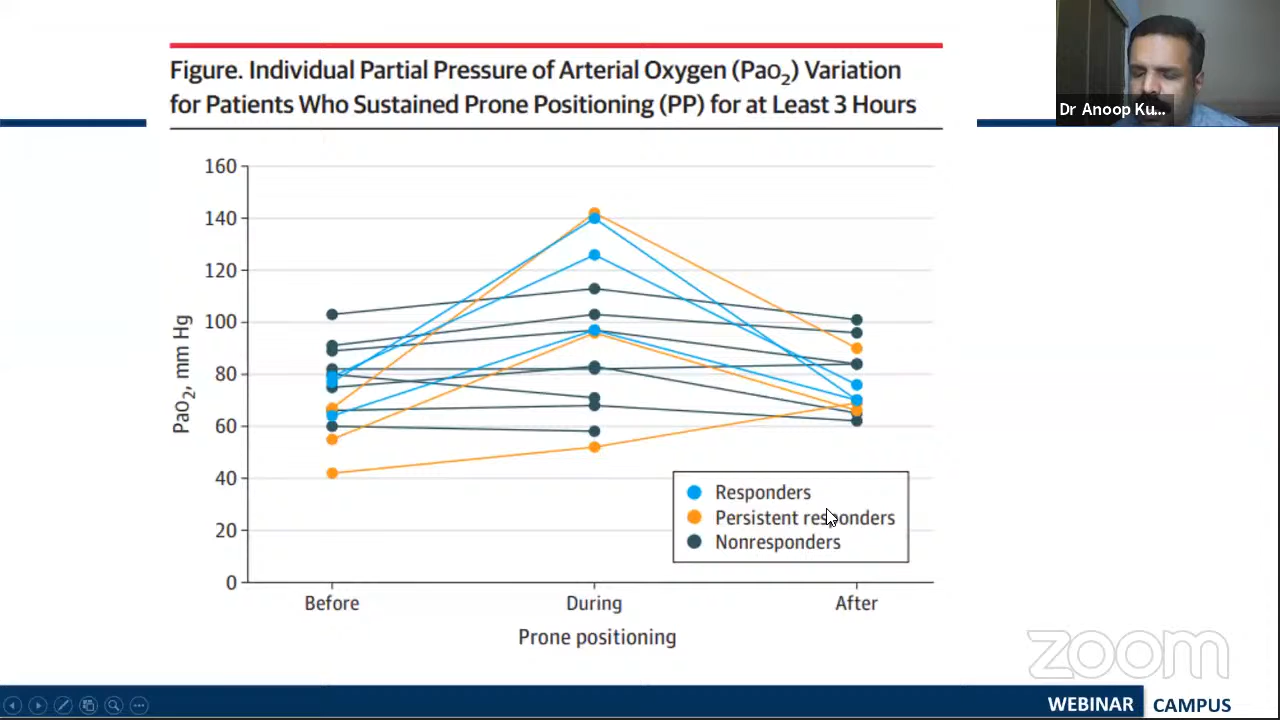 Figure. Individual Partial Pressure of Arterial Oxygen (PaO₂) Variation
for Patients Who Sustained Prone Positioning (PP) for at Least 3 Hours
Dr Anoop Ku...
160
140
120
100
80
60
40
20
0
PaO₂, mm Hg
Responders
Persistent responders
Nonresponders
Before
During
After
Prone positioning
zoom
WEBINAR CAMPUS